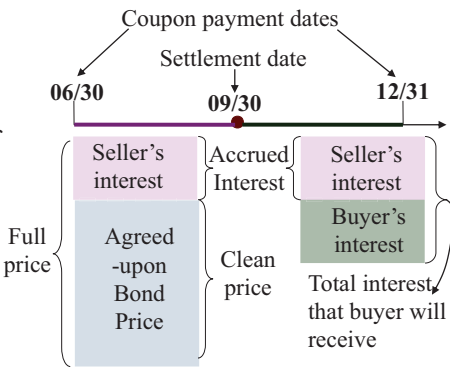 Coupon payment dates
Settlement date
06/30
09/30
12/31
Seller's
interest
Accrued
Interest
Seller's
interest
Full
price
Agreed
-upon
Bond
Price
Clean
price
Buyer's
interest
Total interest
that buyer will
receive